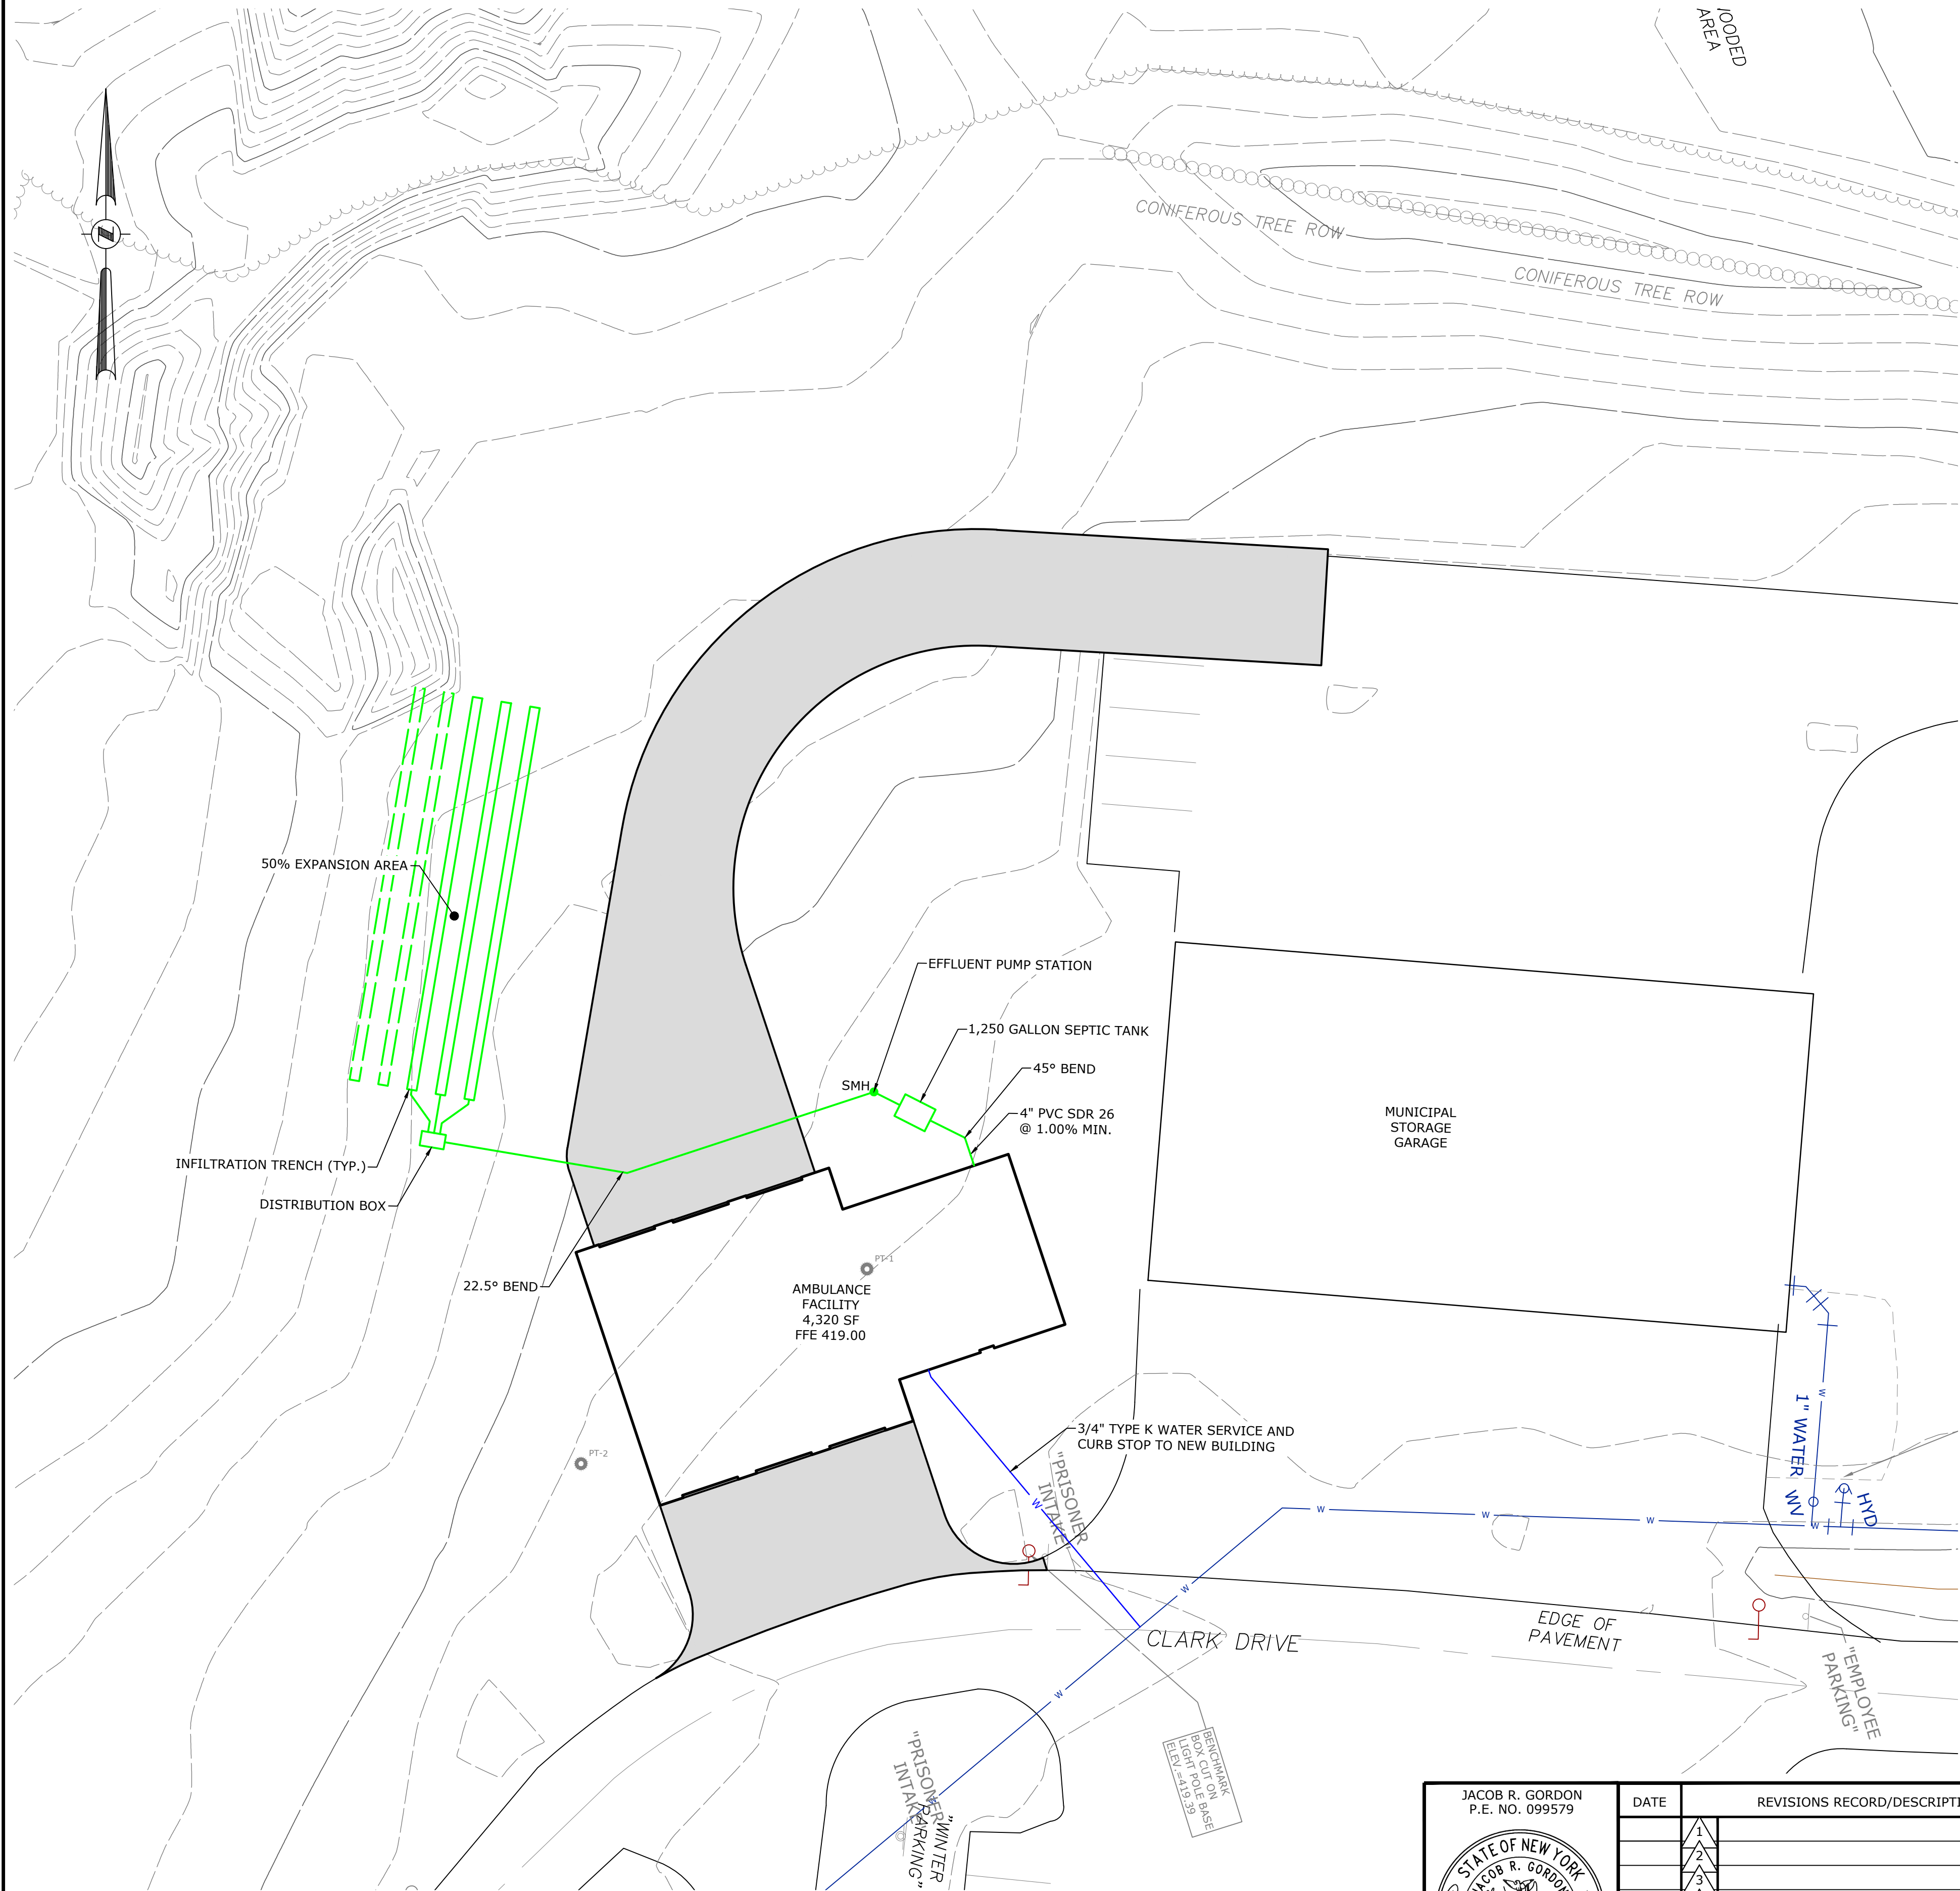 WOODED
AREA
CONIFEROUS TREE ROW
CONIFEROUS TREE ROW
N
50% EXPANSION AREA
EFFLUENT PUMP STATION
1,250 GALLON SEPTIC TANK
45° BEND
SMH
4" PVC SDR 26
@ 1.00% MIN.
MUNICIPAL
STORAGE
GARAGE
INFILTRATION TRENCH (TYP.)
DISTRIBUTION BOX
22.5° BEND
PT-1
AMBULANCE
FACILITY
4,320 SF
FFE 419.00
PT-2
3/4" TYPE K WATER SERVICE AND
CURB STOP TO NEW BUILDING
W
1" WATER
WV
HYD
"PRISONER
INTAKE"
W
W
W
W
W
W
CLARK DRIVE
EDGE OF
PAVEMENT
"EMPLOYEE
PARKING"
W
BENCHMARK
BOX CUT ON
LIGHT POLE BASE
ELEV.=419.39
"PRISONER
INTAKE"
"WINTER
PARKING"
JACOB R. GORDON
P.E. NO. 099579
DATE
REVISIONS RECORD/DESCRIPTI
1
2
3
STATE OF NEW YORK
JACOB R. GORDON